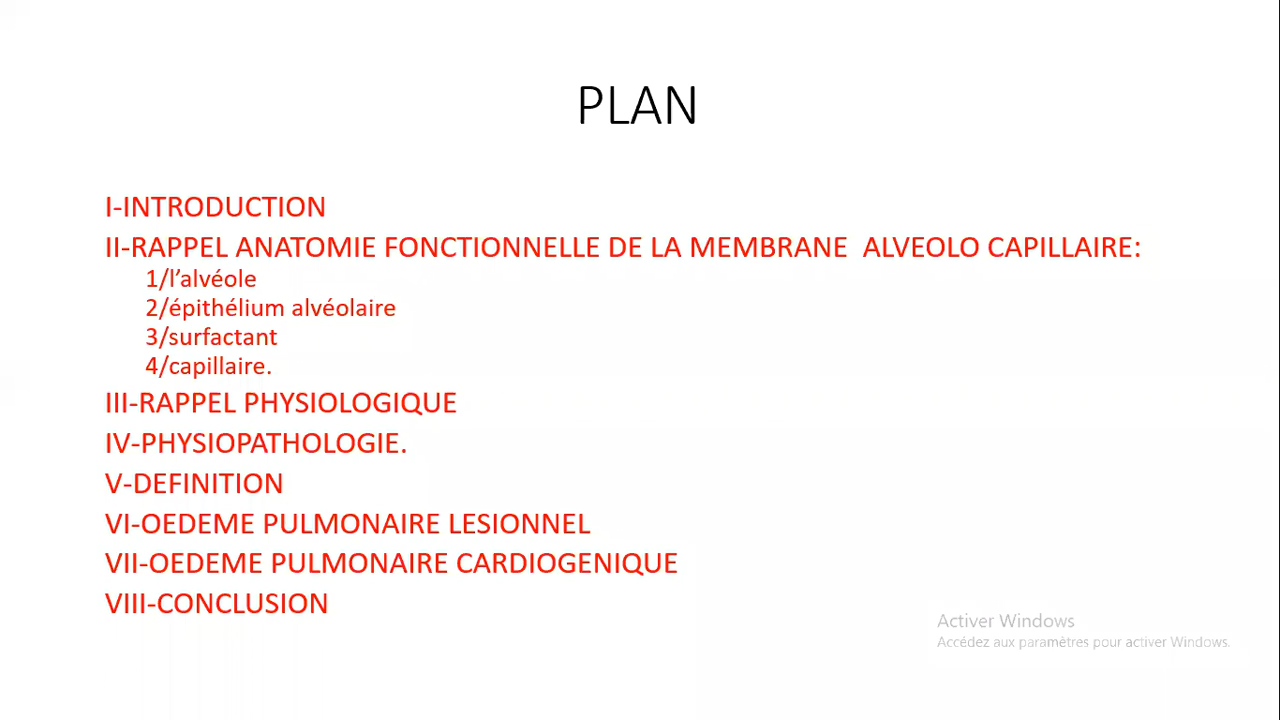 PLAN
I-INTRODUCTION
II-RAPPEL ANATOMIE FONCTIONNELLE DE LA MEMBRANE  ALVEOLO CAPILLAIRE:
1/l’alvéole
2/épithélium alvéolaire
3/surfactant
4/capillaire.
III-RAPPEL PHYSIOLOGIQUE
IV-PHYSIOPATHOLOGIE.
V-DEFINITION
VI-OEDEME PULMONAIRE LESIONNEL
VII-OEDEME PULMONAIRE CARDIOGENIQUE
VIII-CONCLUSION
Activer Windows
Accédez aux paramètres pour activer Windows.